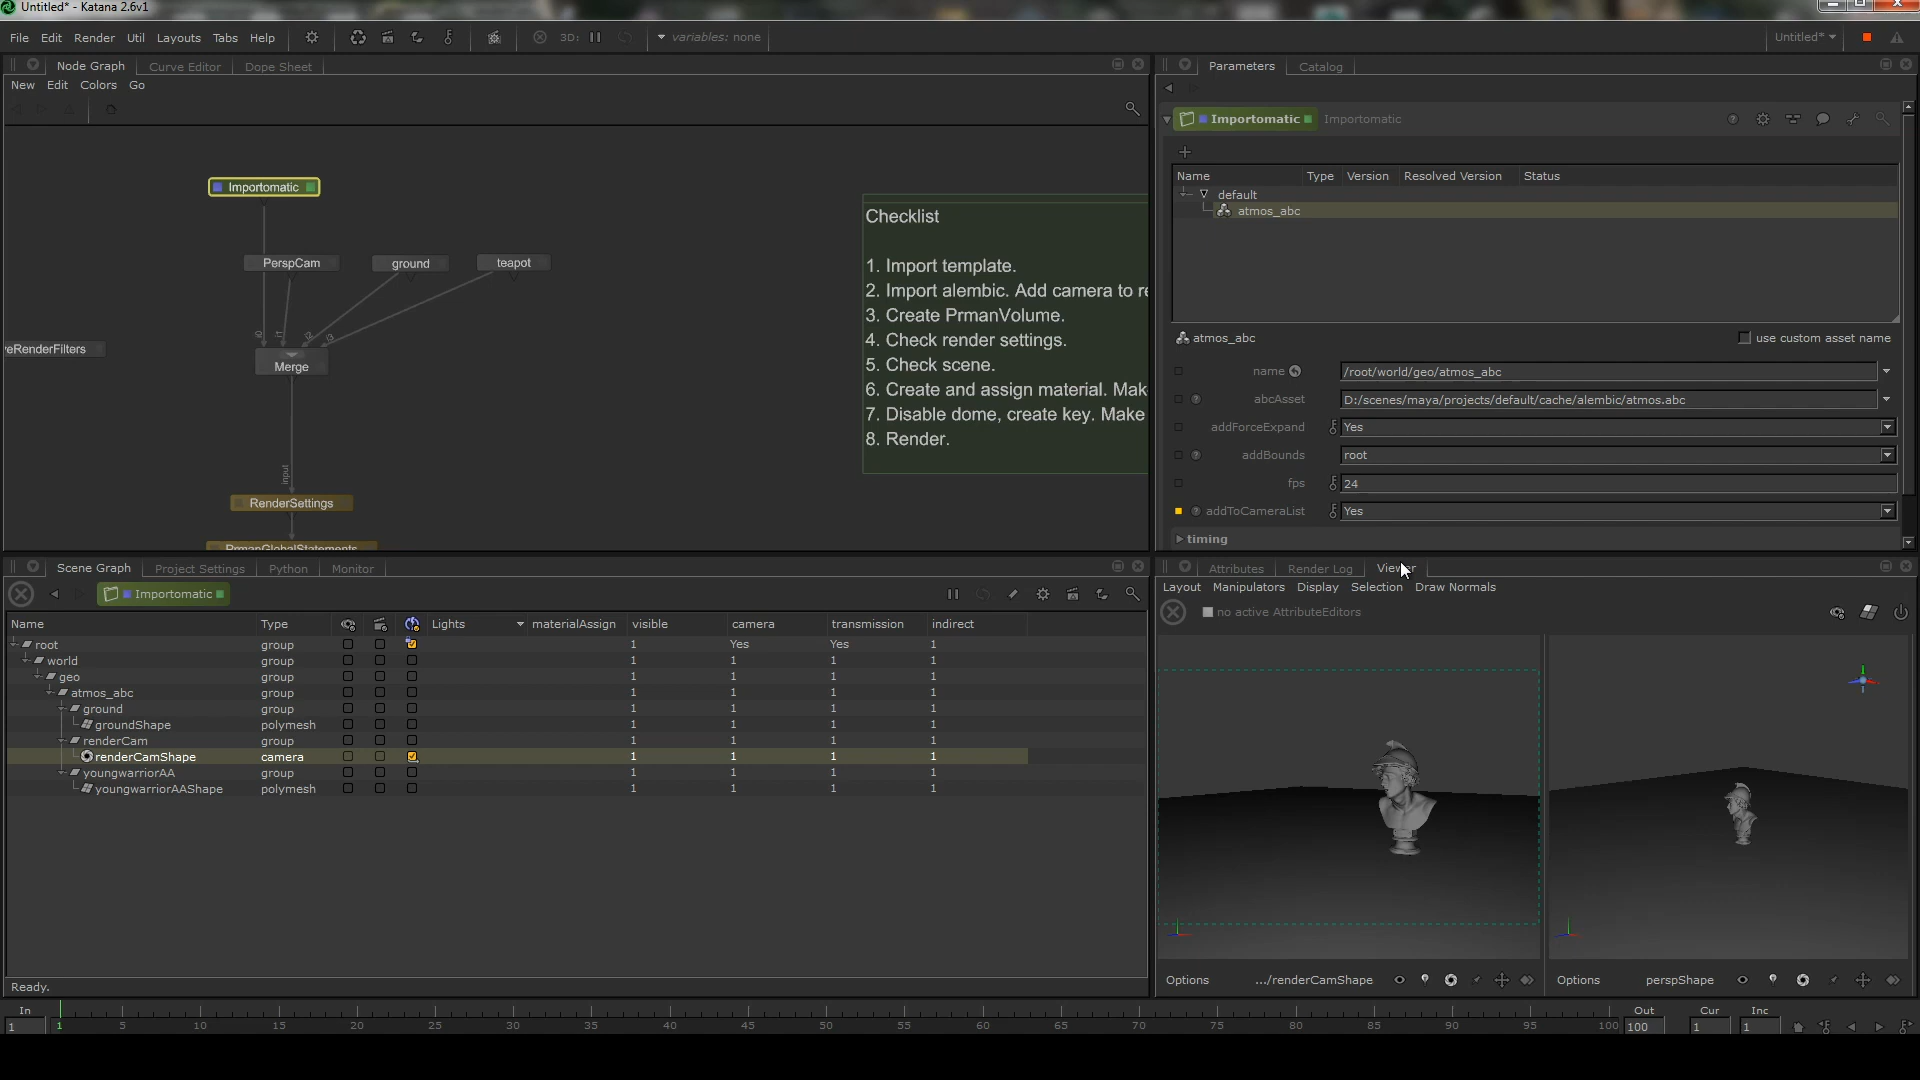 Untitled* - Katana 2.6v1
File Edit Render Util Layouts Tabs Help 3D: variables: none Untitled*
Node Graph Curve Editor Dope Sheet
New Edit Colors Go
Importomatic
PerspCam ground teapot
i0 i1 i2 i3
veRenderFilters
Merge
input
RenderSettings
PrmanGlobalStatements
Checklist
1. Import template.
2. Import alembic. Add camera to re
3. Create PrmanVolume.
4. Check render settings.
5. Check scene.
6. Create and assign material. Mak
7. Disable dome, create key. Make
8. Render.
Parameters Catalog
Importomatic Importomatic
Name Type Version Resolved Version Status
default
atmos_abc
atmos_abc use custom asset name
name /root/world/geo/atmos_abc
abcAsset D:/scenes/maya/projects/default/cache/alembic/atmos.abc
addForceExpand Yes
addBounds root
fps 24
addToCameraList Yes
timing
Scene Graph Project Settings Python Monitor
Importomatic
Name Type Lights materialAssign visible camera transmission indirect
root group 1 Yes Yes 1
world group 1 1 1 1
geo group 1 1 1 1
atmos_abc group 1 1 1 1
ground group 1 1 1 1
groundShape polymesh 1 1 1 1
renderCam group 1 1 1 1
renderCamShape camera 1 1 1 1
youngwarriorAA group 1 1 1 1
youngwarriorAAShape polymesh 1 1 1 1
Ready.
Attributes Render Log Viewer
Layout Manipulators Display Selection Draw Normals
no active AttributeEditors
Options .../renderCamShape
Options perspShape
In Out Cur Inc
1 1 5 10 15 20 25 30 35 40 45 50 55 60 65 70 75 80 85 90 95 100 100 1 1